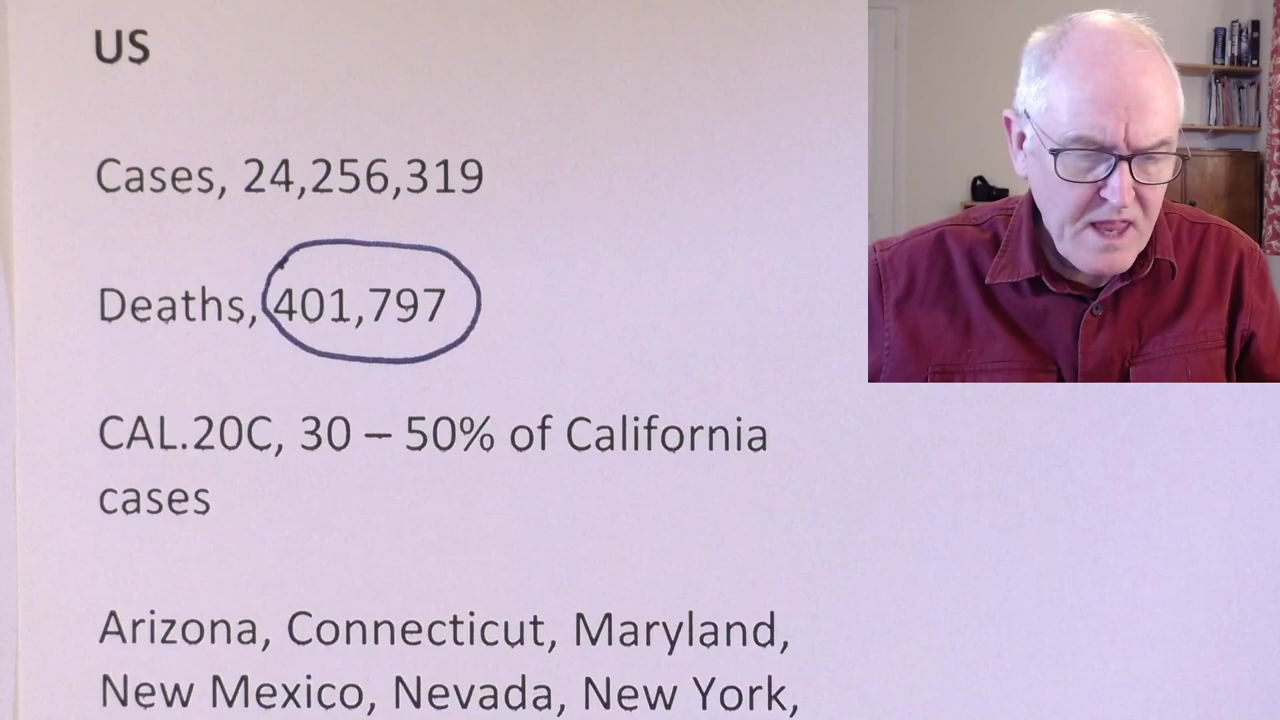 US
Cases, 24,256,319
Deaths, 401,797
CAL.20C, 30 – 50% of California
cases
Arizona, Connecticut, Maryland,
New Mexico, Nevada, New York,